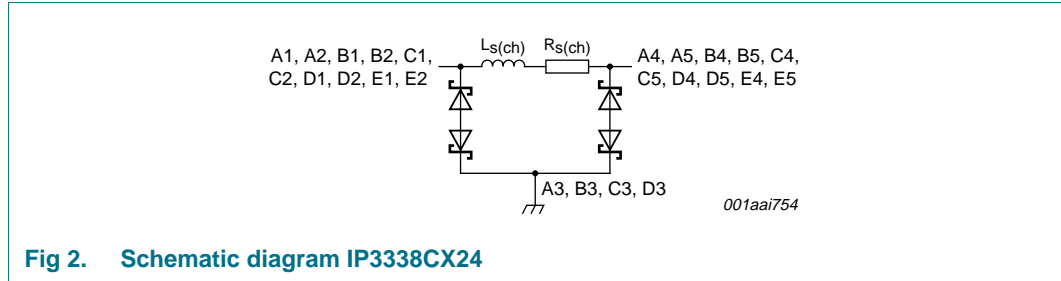 A1, A2, B1, B2, C1,
C2, D1, D2, E1, E2
Ls(ch)
Rs(ch)
A4, A5, B4, B5, C4,
C5, D4, D5, E4, E5
A3, B3, C3, D3
001aai754
Fig 2. Schematic diagram IP3338CX24